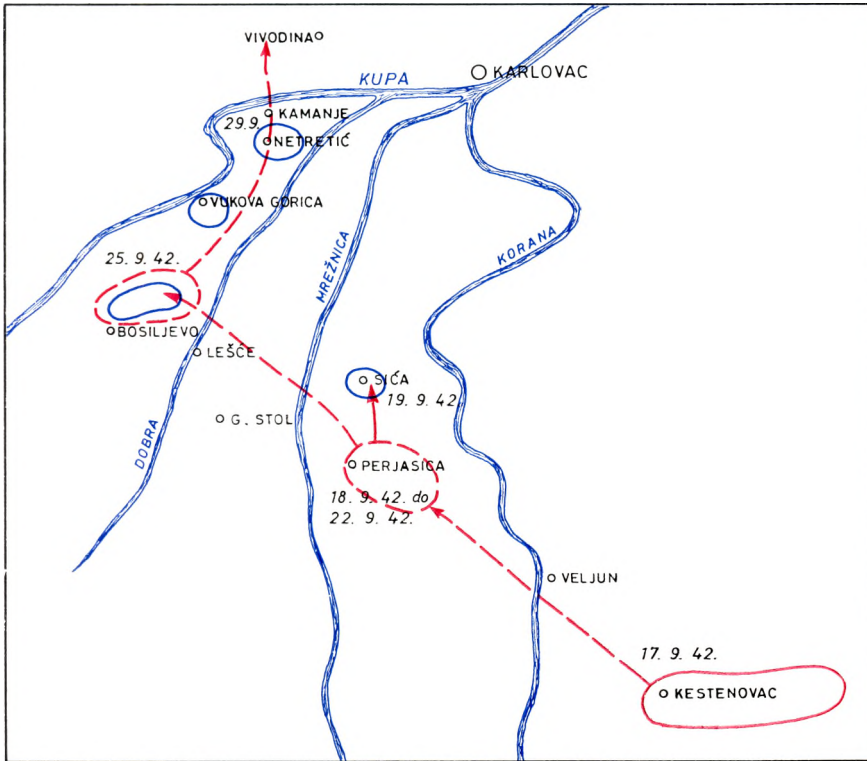 VIVODINA
KUPA
KARLOVAC
KAMANJE
29.9.
NETRETIĆ
VUKOVA GORICA
25. 9. 42.
MREŽNICA
KORANA
BOSILJEVO
LEŠĆE
SIĆA
19. 9. 42.
G. STOL
DOBRA
PERJASICA
18. 9. 42. do
22. 9. 42.
VELJUN
17. 9. 42.
KESTENOVAC